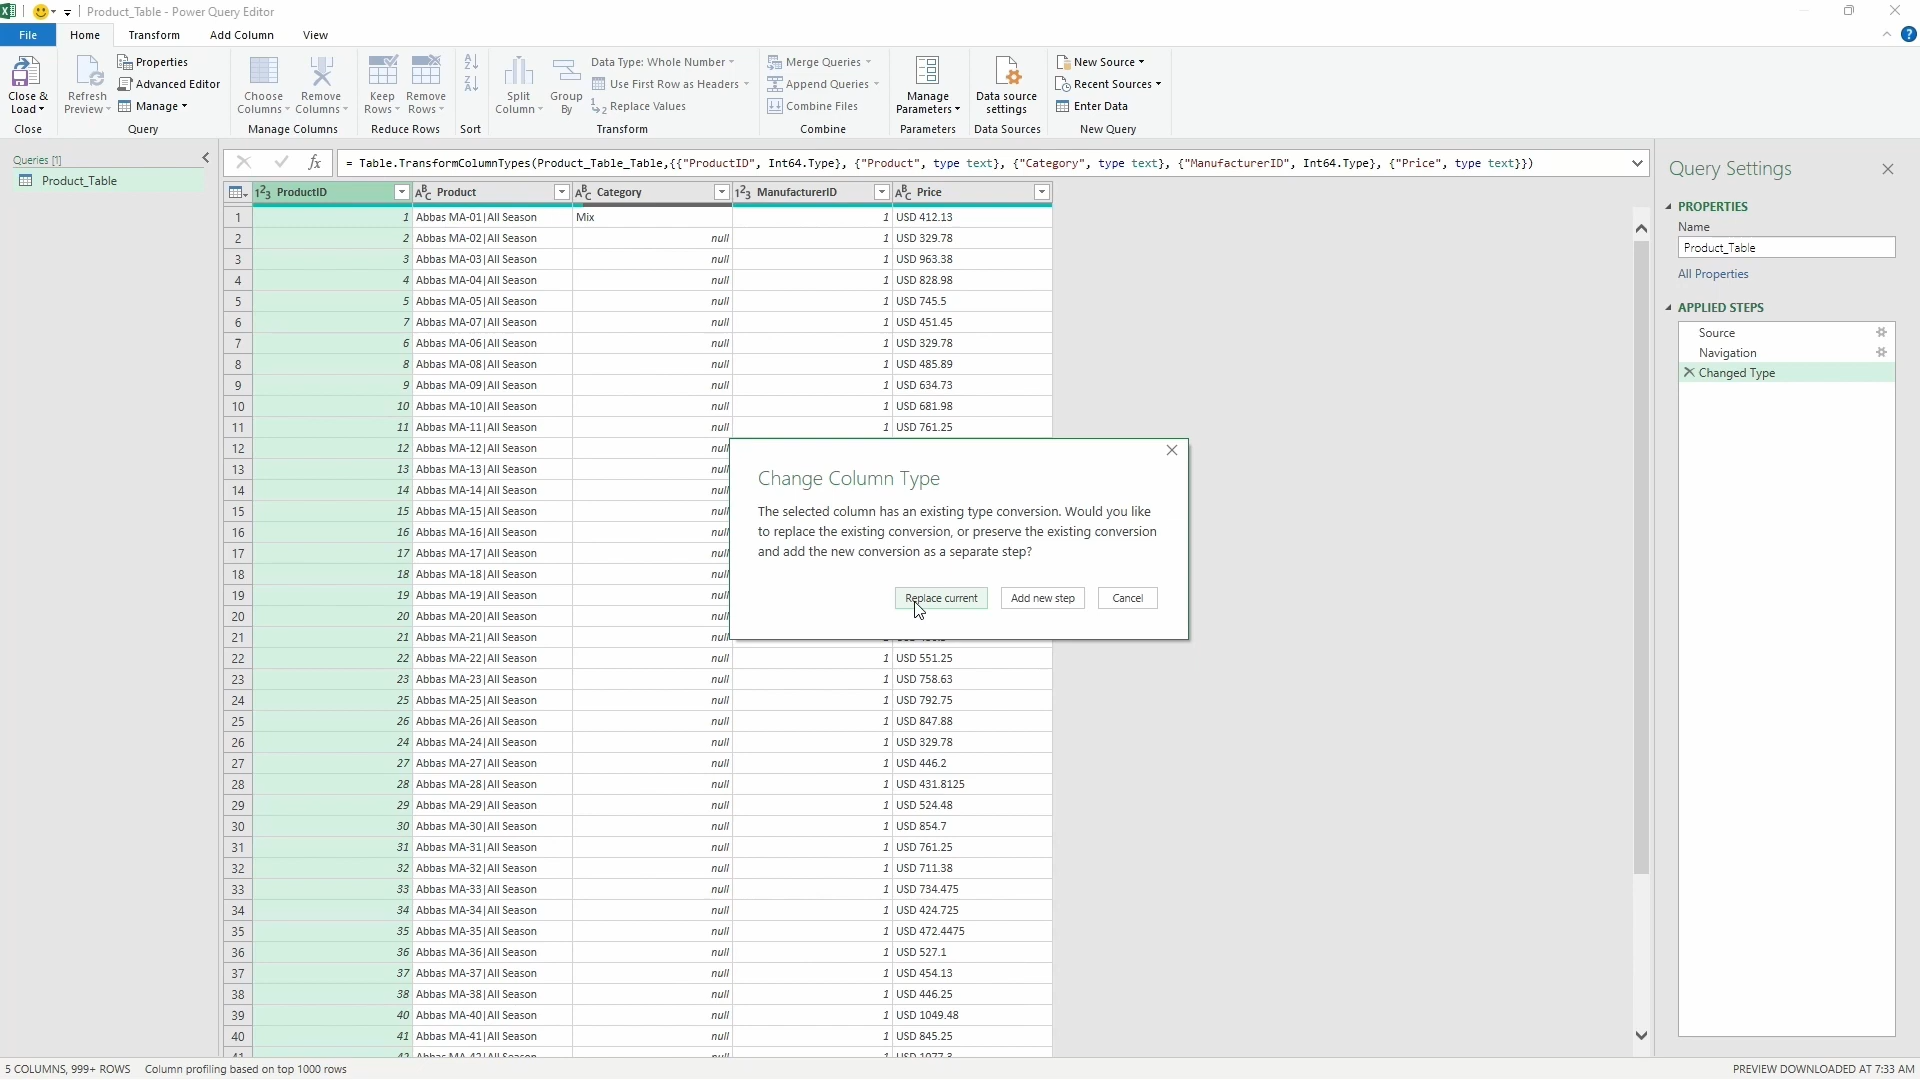 Product_Table - Power Query Editor
File Home Transform Add Column View
Close & Load
Close
Refresh Preview
Properties
Advanced Editor
Manage
Query
Choose Columns
Remove Columns
Manage Columns
Keep Rows
Remove Rows
Reduce Rows
Sort
Split Column
Group By
Data Type: Whole Number
Use First Row as Headers
Replace Values
Transform
Merge Queries
Append Queries
Combine Files
Combine
Manage Parameters
Parameters
Data source settings
Data Sources
New Source
Recent Sources
Enter Data
New Query
Queries [1]
Product_Table
= Table.TransformColumnTypes(Product_Table_Table,{{"ProductID", Int64.Type}, {"Product", type text}, {"Category", type text}, {"ManufacturerID", Int64.Type}, {"Price", type text}})
ProductID Product Category ManufacturerID Price
1 1 Abbas MA-01|All Season Mix 1 USD 412.13
2 2 Abbas MA-02|All Season null 1 USD 329.78
3 3 Abbas MA-03|All Season null 1 USD 963.38
4 4 Abbas MA-04|All Season null 1 USD 828.98
5 5 Abbas MA-05|All Season null 1 USD 745.5
6 7 Abbas MA-07|All Season null 1 USD 451.45
7 6 Abbas MA-06|All Season null 1 USD 329.78
8 8 Abbas MA-08|All Season null 1 USD 485.89
9 9 Abbas MA-09|All Season null 1 USD 634.73
10 10 Abbas MA-10|All Season null 1 USD 681.98
11 11 Abbas MA-11|All Season null 1 USD 761.25
12 12 Abbas MA-12|All Season null
13 13 Abbas MA-13|All Season null
14 14 Abbas MA-14|All Season null
15 15 Abbas MA-15|All Season null
16 16 Abbas MA-16|All Season null
17 17 Abbas MA-17|All Season null
18 18 Abbas MA-18|All Season null
19 19 Abbas MA-19|All Season null
20 20 Abbas MA-20|All Season null
21 21 Abbas MA-21|All Season null
22 22 Abbas MA-22|All Season null 1 USD 551.25
23 23 Abbas MA-23|All Season null 1 USD 758.63
24 25 Abbas MA-25|All Season null 1 USD 792.75
25 26 Abbas MA-26|All Season null 1 USD 847.88
26 24 Abbas MA-24|All Season null 1 USD 329.78
27 27 Abbas MA-27|All Season null 1 USD 446.2
28 28 Abbas MA-28|All Season null 1 USD 431.8125
29 29 Abbas MA-29|All Season null 1 USD 524.48
30 30 Abbas MA-30|All Season null 1 USD 854.7
31 31 Abbas MA-31|All Season null 1 USD 761.25
32 32 Abbas MA-32|All Season null 1 USD 711.38
33 33 Abbas MA-33|All Season null 1 USD 734.475
34 34 Abbas MA-34|All Season null 1 USD 424.725
35 35 Abbas MA-35|All Season null 1 USD 472.4475
36 36 Abbas MA-36|All Season null 1 USD 527.1
37 37 Abbas MA-37|All Season null 1 USD 454.13
38 38 Abbas MA-38|All Season null 1 USD 446.25
39 40 Abbas MA-40|All Season null 1 USD 1049.48
40 41 Abbas MA-41|All Season null 1 USD 845.25
Change Column Type
The selected column has an existing type conversion. Would you like
to replace the existing conversion, or preserve the existing conversion
and add the new conversion as a separate step?
Replace current Add new step Cancel
Query Settings
PROPERTIES
Name
Product_Table
All Properties
APPLIED STEPS
Source
Navigation
Changed Type
5 COLUMNS, 999+ ROWS Column profiling based on top 1000 rows
PREVIEW DOWNLOADED AT 7:33 AM